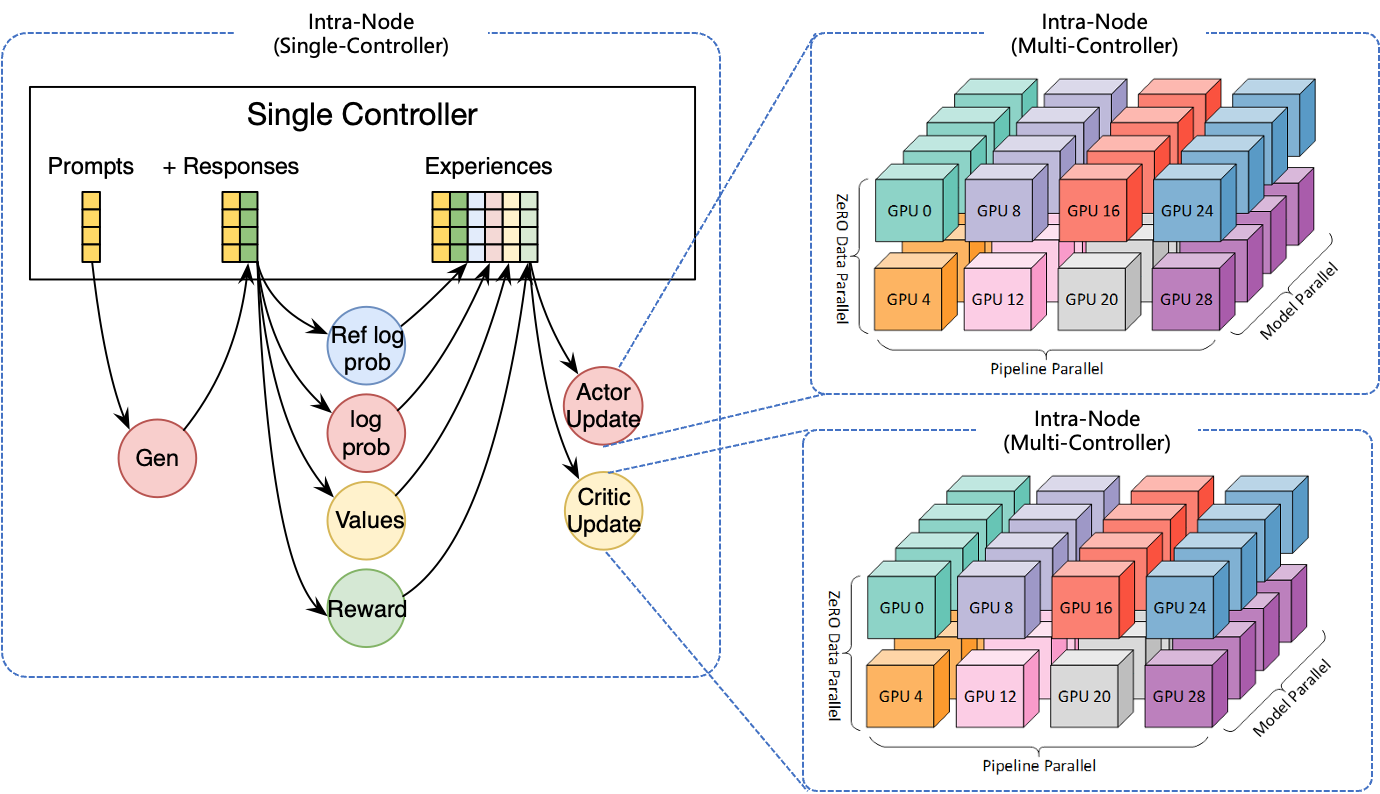 Intra-Node
(Single-Controller)
Single Controller
Prompts
+ Responses
Experiences
Gen
Ref log
prob
log
prob
Values
Reward
Actor
Update
Critic
Update
Intra-Node
(Multi-Controller)
ZeRO Data Parallel
GPU 0
GPU 8
GPU 16
GPU 24
GPU 4
GPU 12
GPU 20
GPU 28
Model Parallel
Pipeline Parallel
Intra-Node
(Multi-Controller)
ZeRO Data Parallel
GPU 0
GPU 8
GPU 16
GPU 24
GPU 4
GPU 12
GPU 20
GPU 28
Model Parallel
Pipeline Parallel